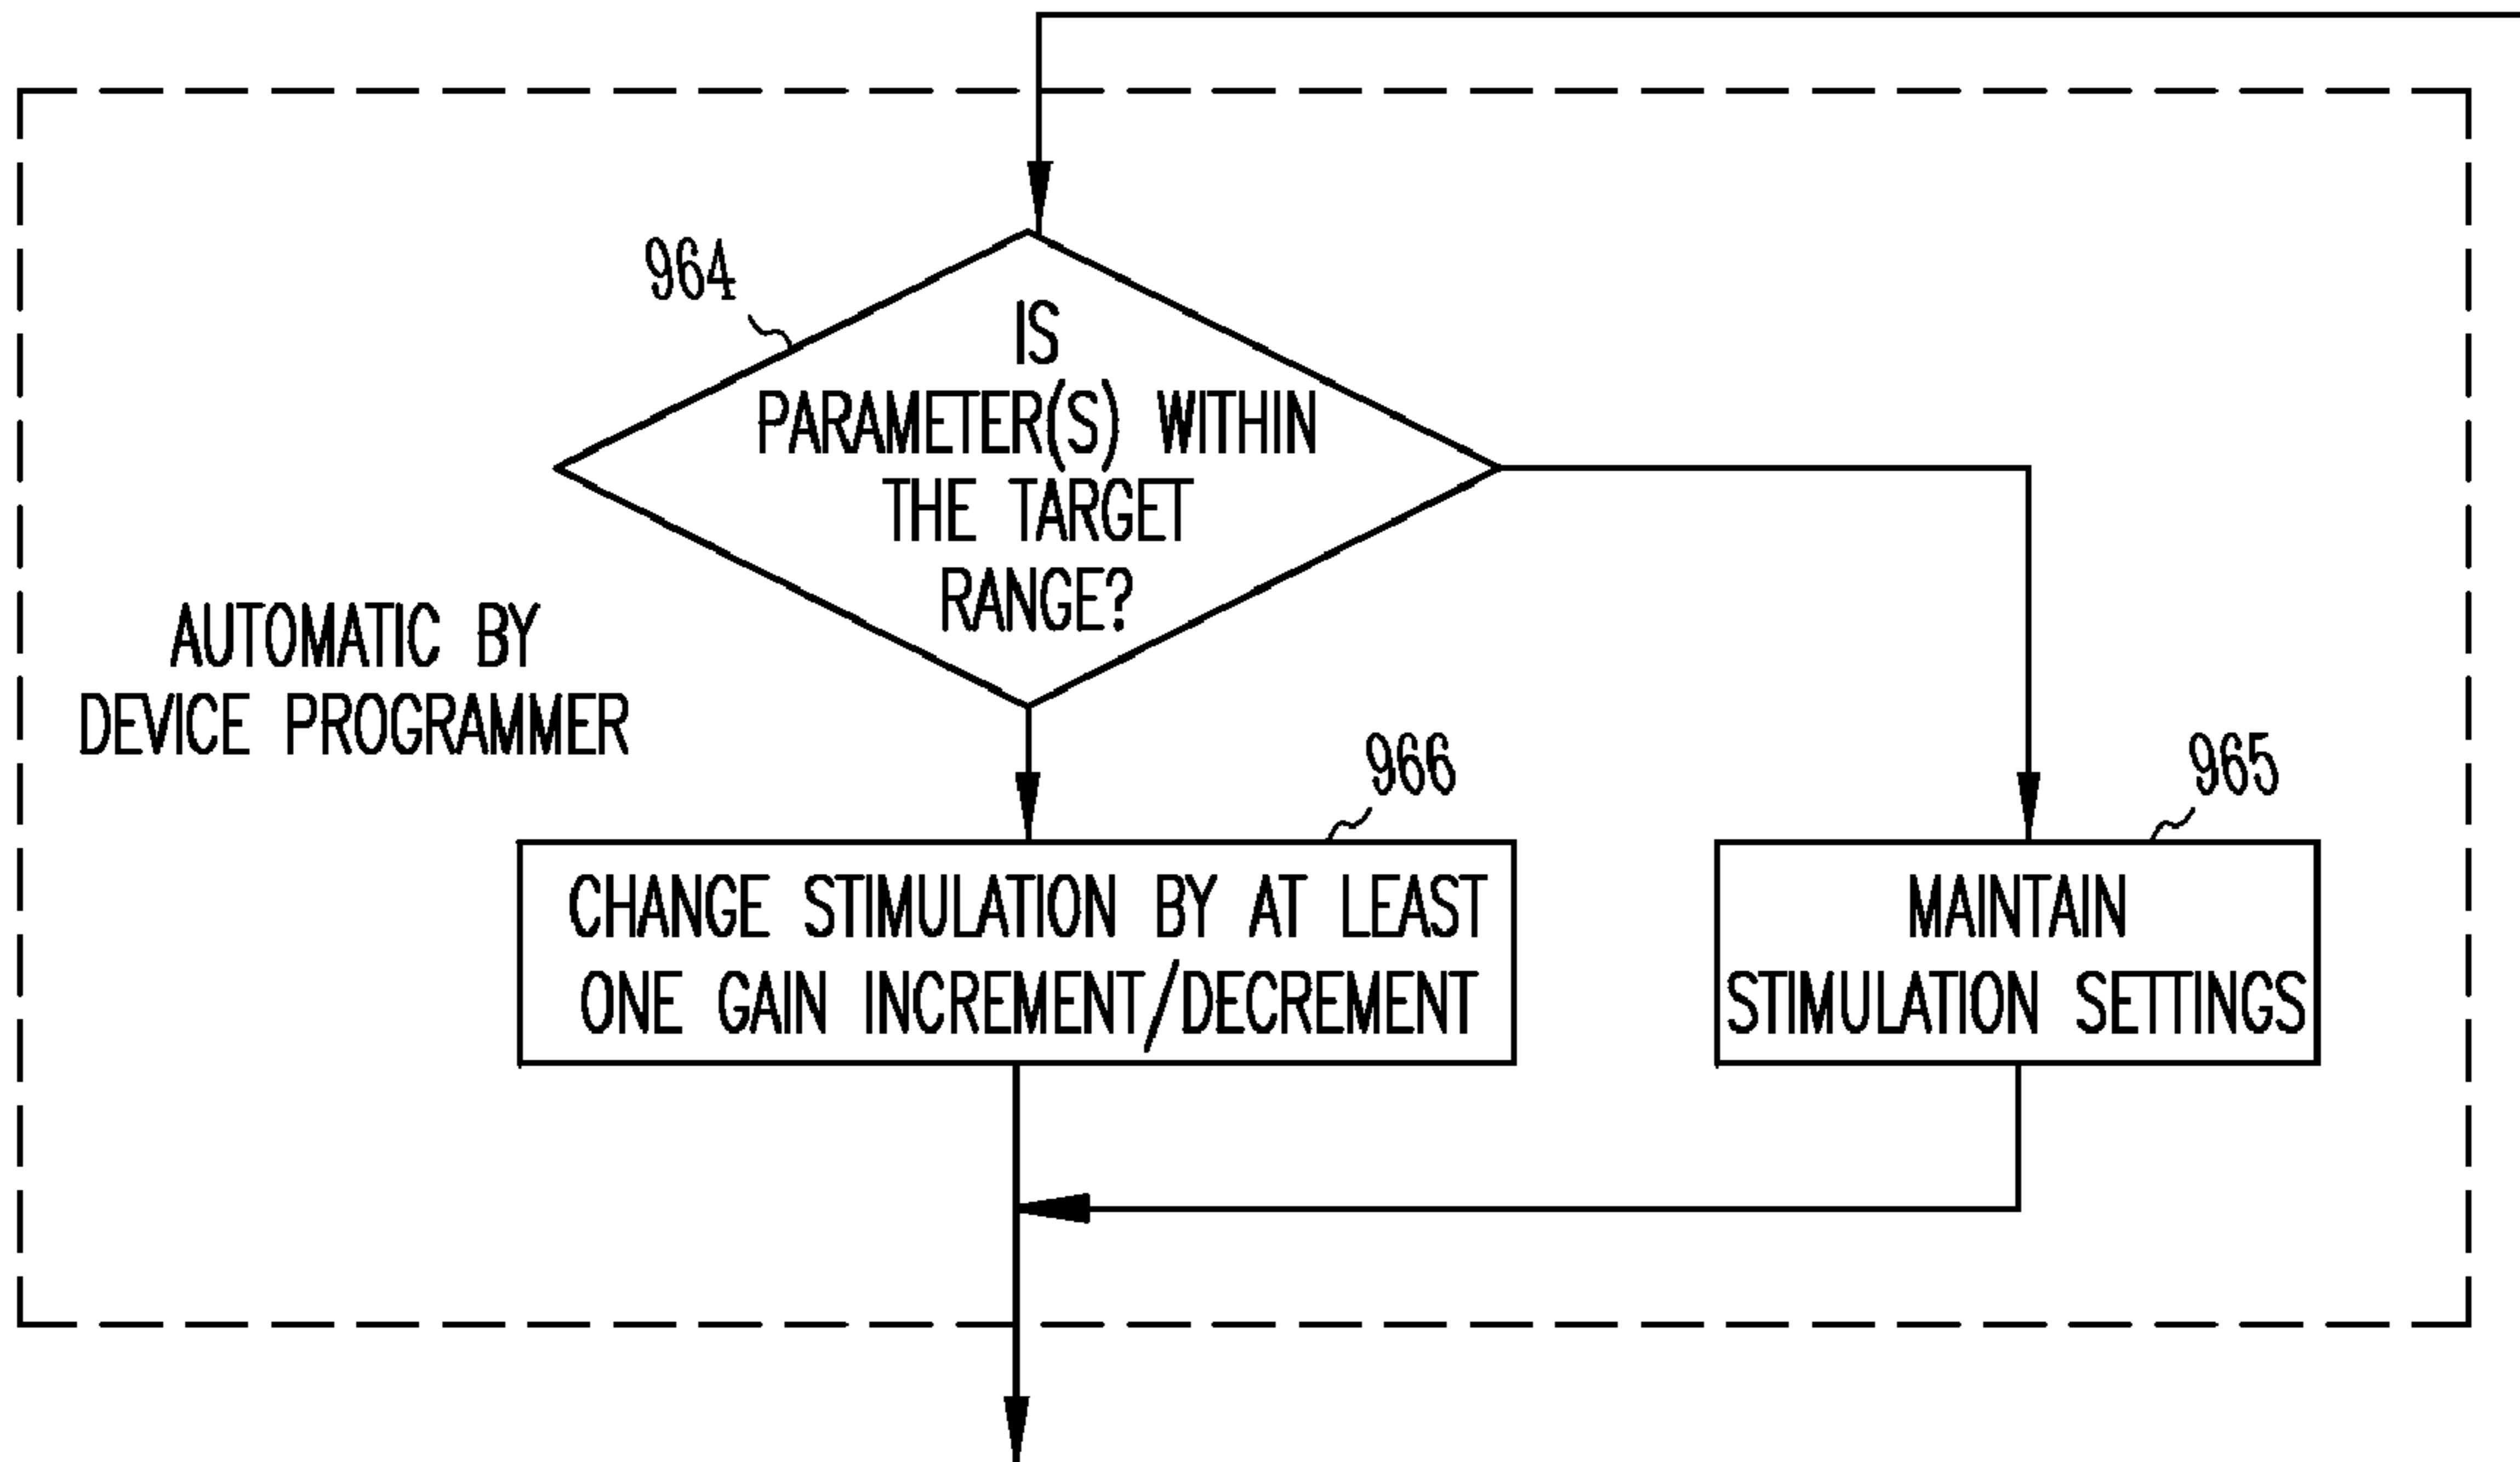 964
IS
PARAMETER(S) WITHIN
THE TARGET
RANGE?
AUTOMATIC BY
DEVICE PROGRAMMER
966
965
CHANGE STIMULATION BY AT LEAST
ONE GAIN INCREMENT/DECREMENT
MAINTAIN
STIMULATION SETTINGS